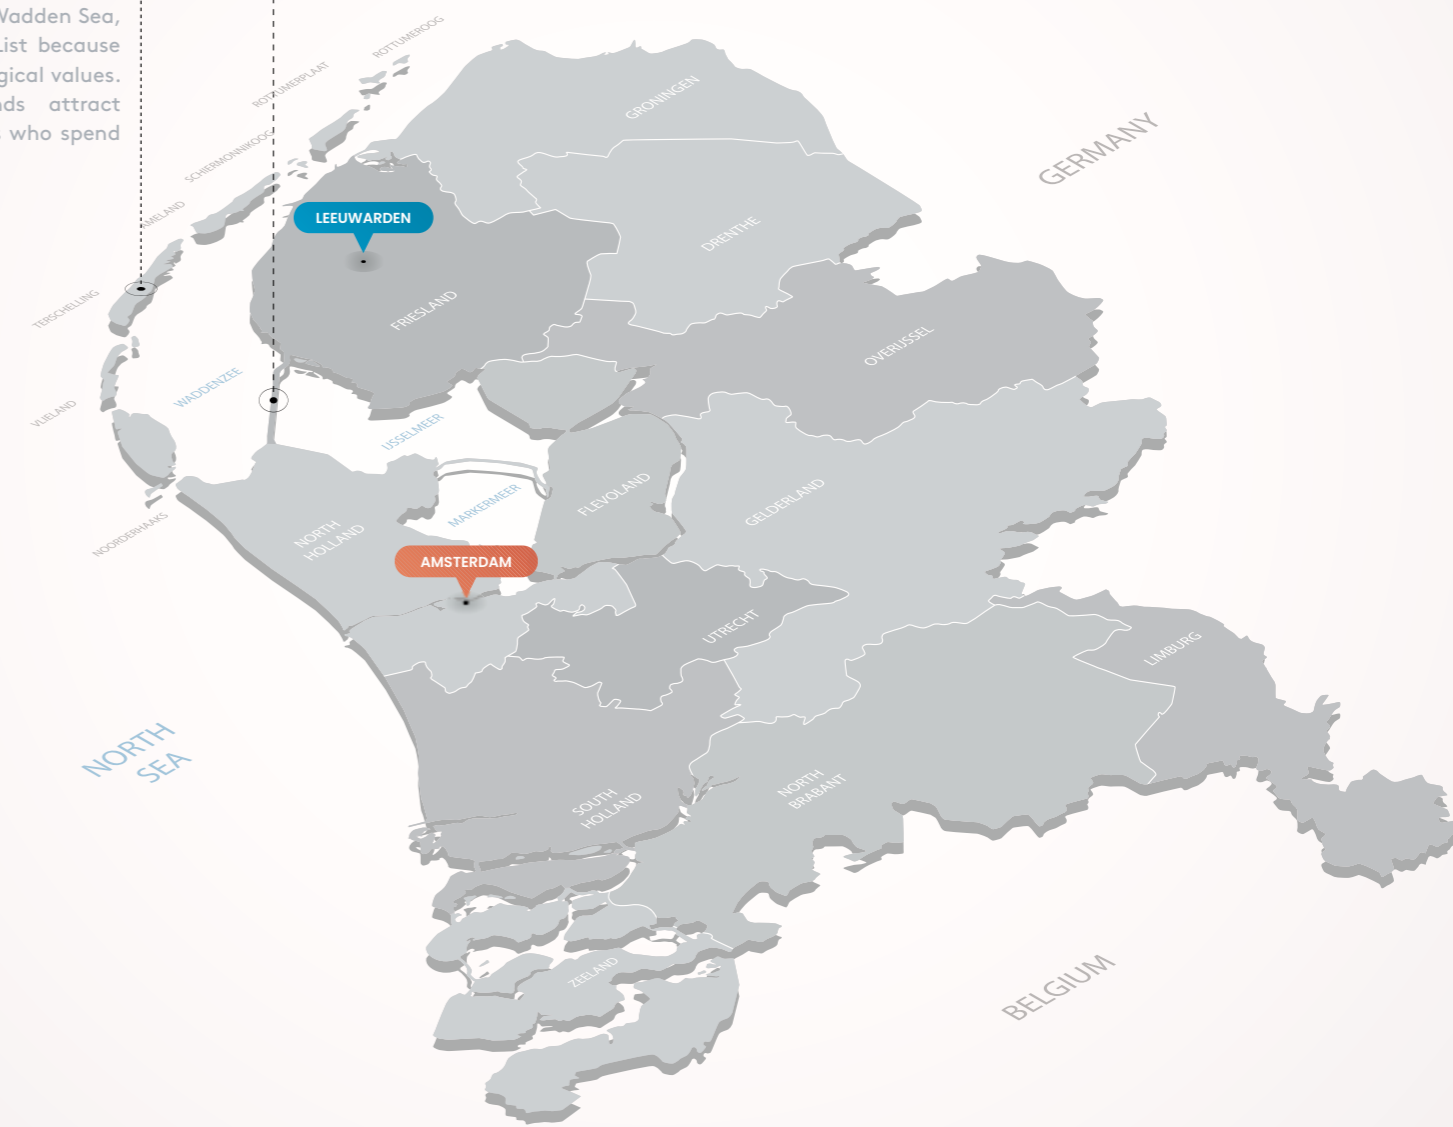 Wadden Sea,
List because
gical values.
nds attract
who spend
ROTTUMEROOG
ROTTUMERPLAAT
SCHIERMONNIKOOG
AMELAND
TERSCHELLING
VLIELAND
NOORDERHAAKS
WADDENZEE
IJSSELMEER
MARKERMEER
GRONINGEN
DRENTHE
LEEUWARDEN
FRIESLAND
OVERIJSSEL
FLEVOLAND
GELDERLAND
NORTH
HOLLAND
AMSTERDAM
UTRECHT
LIMBURG
SOUTH
HOLLAND
NORTH
BRABANT
ZEELAND
GERMANY
NORTH
SEA
BELGIUM